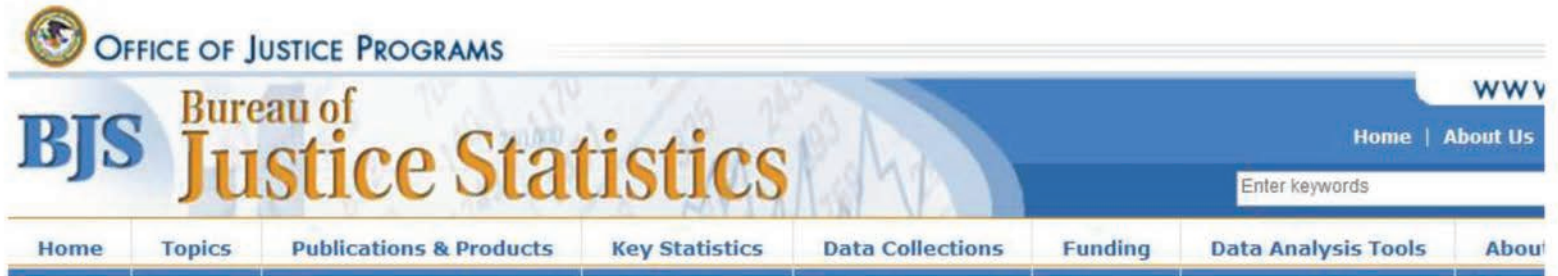 OFFICE OF JUSTICE PROGRAMS
BJS
Bureau of
Justice Statistics
Home | About Us
Enter keywords
Home Topics Publications & Products Key Statistics Data Collections Funding Data Analysis Tools